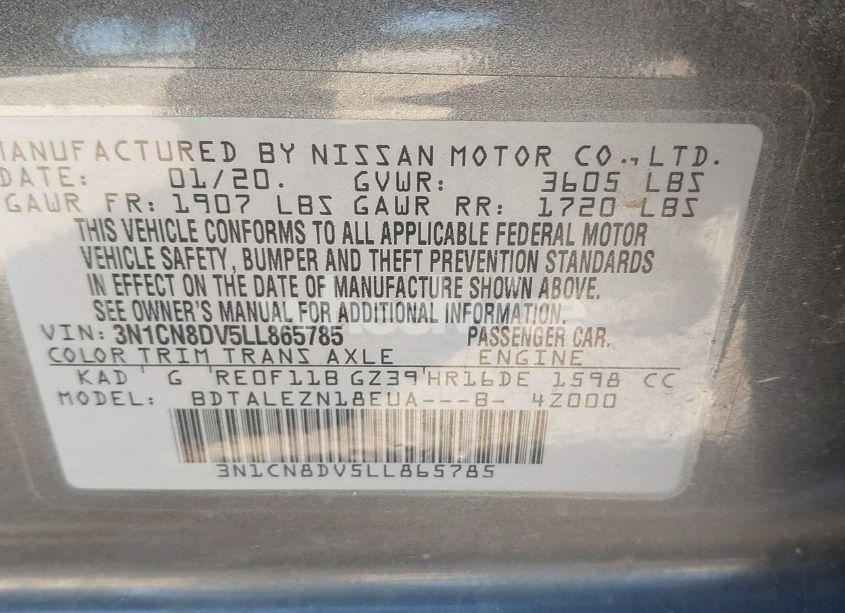 MANUFACTURED BY NISSAN MOTOR CO., LTD.
DATE: 01/20. GVWR: 3605 LBS
GAWR FR: 1907 LBS GAWR RR: 1720 LBS
THIS VEHICLE CONFORMS TO ALL APPLICABLE FEDERAL MOTOR
VEHICLE SAFETY, BUMPER AND THEFT PREVENTION STANDARDS
IN EFFECT ON THE DATE OF MANUFACTURE SHOWN ABOVE.
SEE OWNER'S MANUAL FOR ADDITIONAL INFORMATION.
VIN: 3N1CN8DV5LL865785 PASSENGER CAR.
COLOR TRIM TRANS AXLE ENGINE
KAD G RE0F11B GZ39 HR16DE 1598 CC
MODEL: BDTALEZN18EUA---B- 4Z000
3N1CN8DV5LL865785